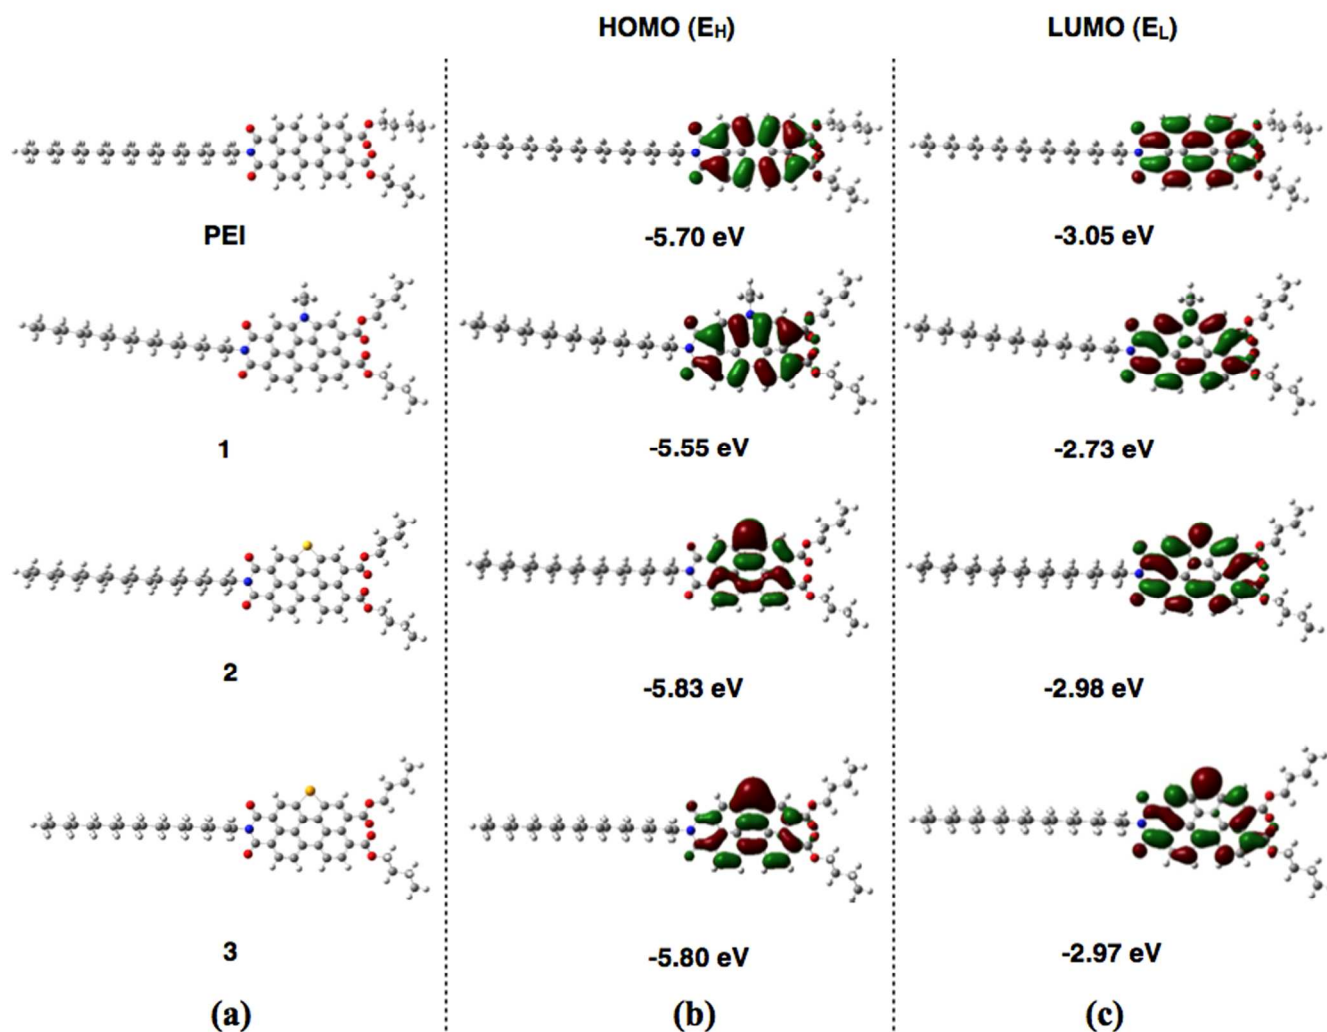 HOMO (EH)
LUMO (EL)
PEI
-5.70 eV
-3.05 eV
1
-5.55 eV
-2.73 eV
2
-5.83 eV
-2.98 eV
3
-5.80 eV
-2.97 eV
(a)
(b)
(c)